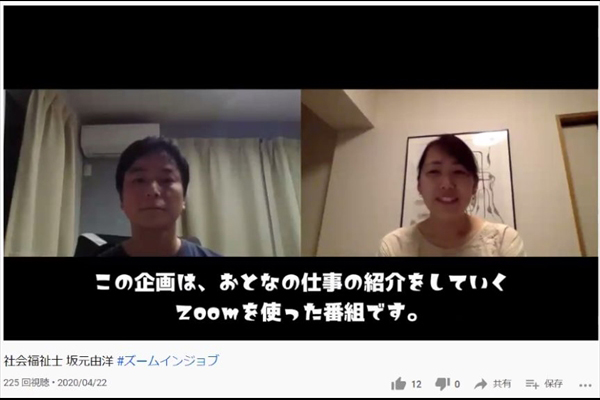 この企画は、おとなの仕事の紹介をしていく
Zoomを使った番組です。
社会福祉士 坂元由洋 #ズームインジョブ
225 回視聴・2020/04/22
12 0 共有 保存